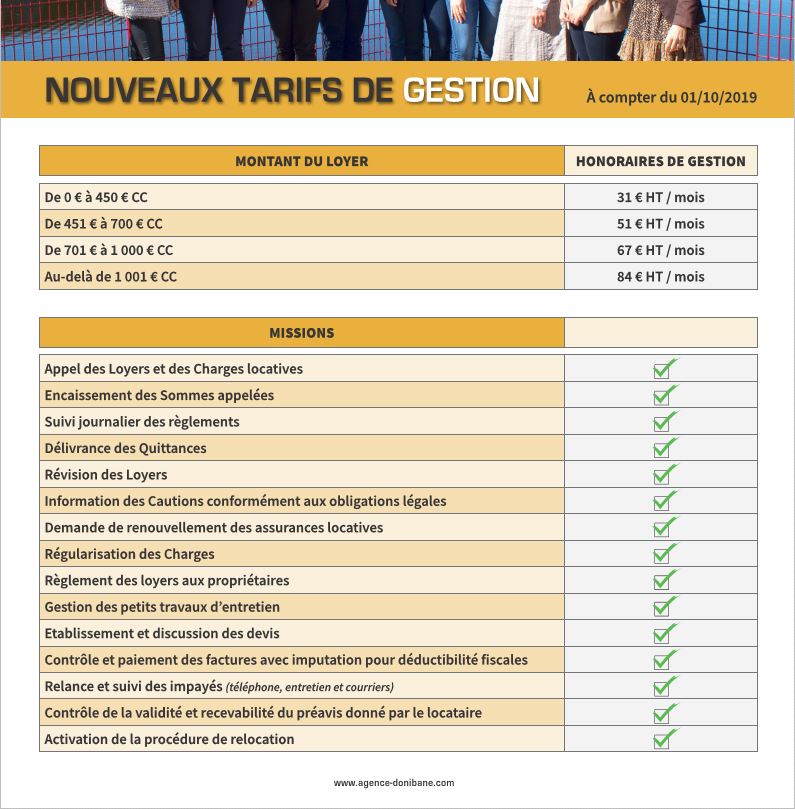 NOUVEAUX TARIFS DE GESTION À compter du 01/10/2019
MONTANT DU LOYER HONORAIRES DE GESTION
De 0 € à 450 € CC 31 € HT / mois
De 451 € à 700 € CC 51 € HT / mois
De 701 € à 1 000 € CC 67 € HT / mois
Au-delà de 1 001 € CC 84 € HT / mois
MISSIONS
Appel des Loyers et des Charges locatives
Encaissement des Sommes appelées
Suivi journalier des règlements
Délivrance des Quittances
Révision des Loyers
Information des Cautions conformément aux obligations légales
Demande de renouvellement des assurances locatives
Régularisation des Charges
Règlement des loyers aux propriétaires
Gestion des petits travaux d'entretien
Etablissement et discussion des devis
Contrôle et paiement des factures avec imputation pour déductibilité fiscales
Relance et suivi des impayés (téléphone, entretien et courriers)
Contrôle de la validité et recevabilité du préavis donné par le locataire
Activation de la procédure de relocation
www.agence-donibane.com